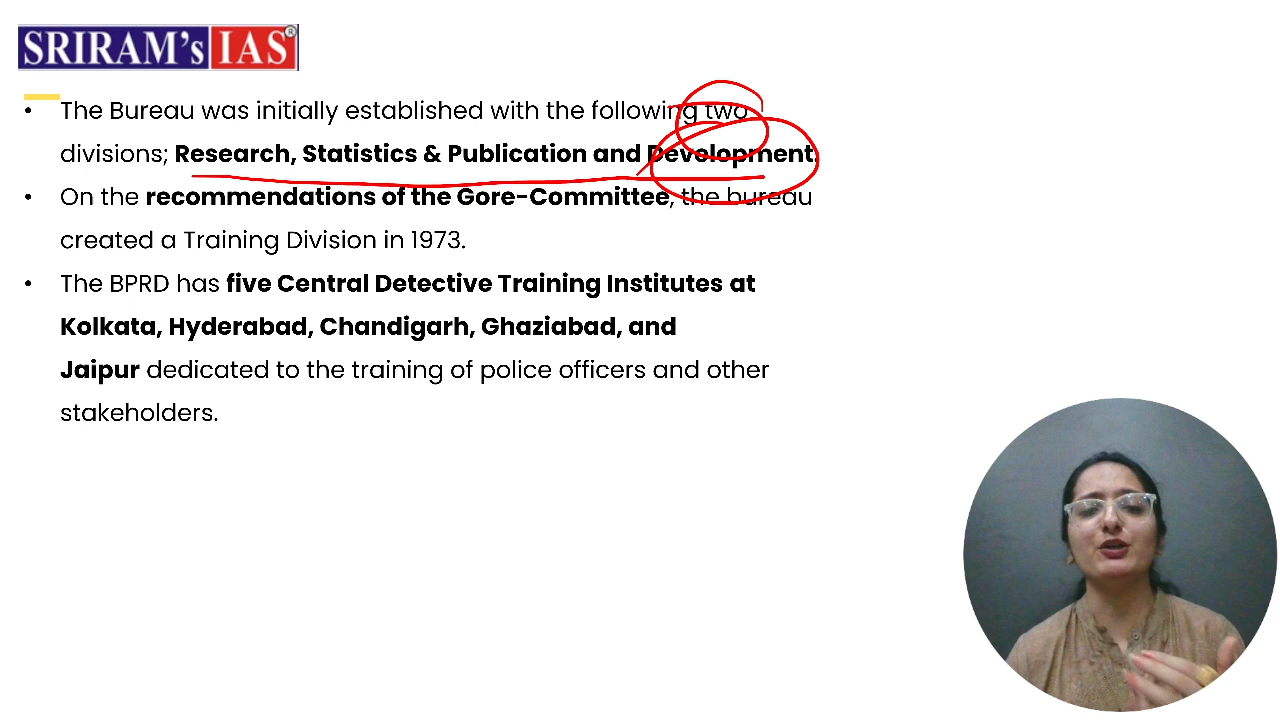 SRIRAM's IAS®
• The Bureau was initially established with the following two
divisions; Research, Statistics & Publication and Development.
• On the recommendations of the Gore-Committee, the bureau
created a Training Division in 1973.
• The BPRD has five Central Detective Training Institutes at
Kolkata, Hyderabad, Chandigarh, Ghaziabad, and
Jaipur dedicated to the training of police officers and other
stakeholders.